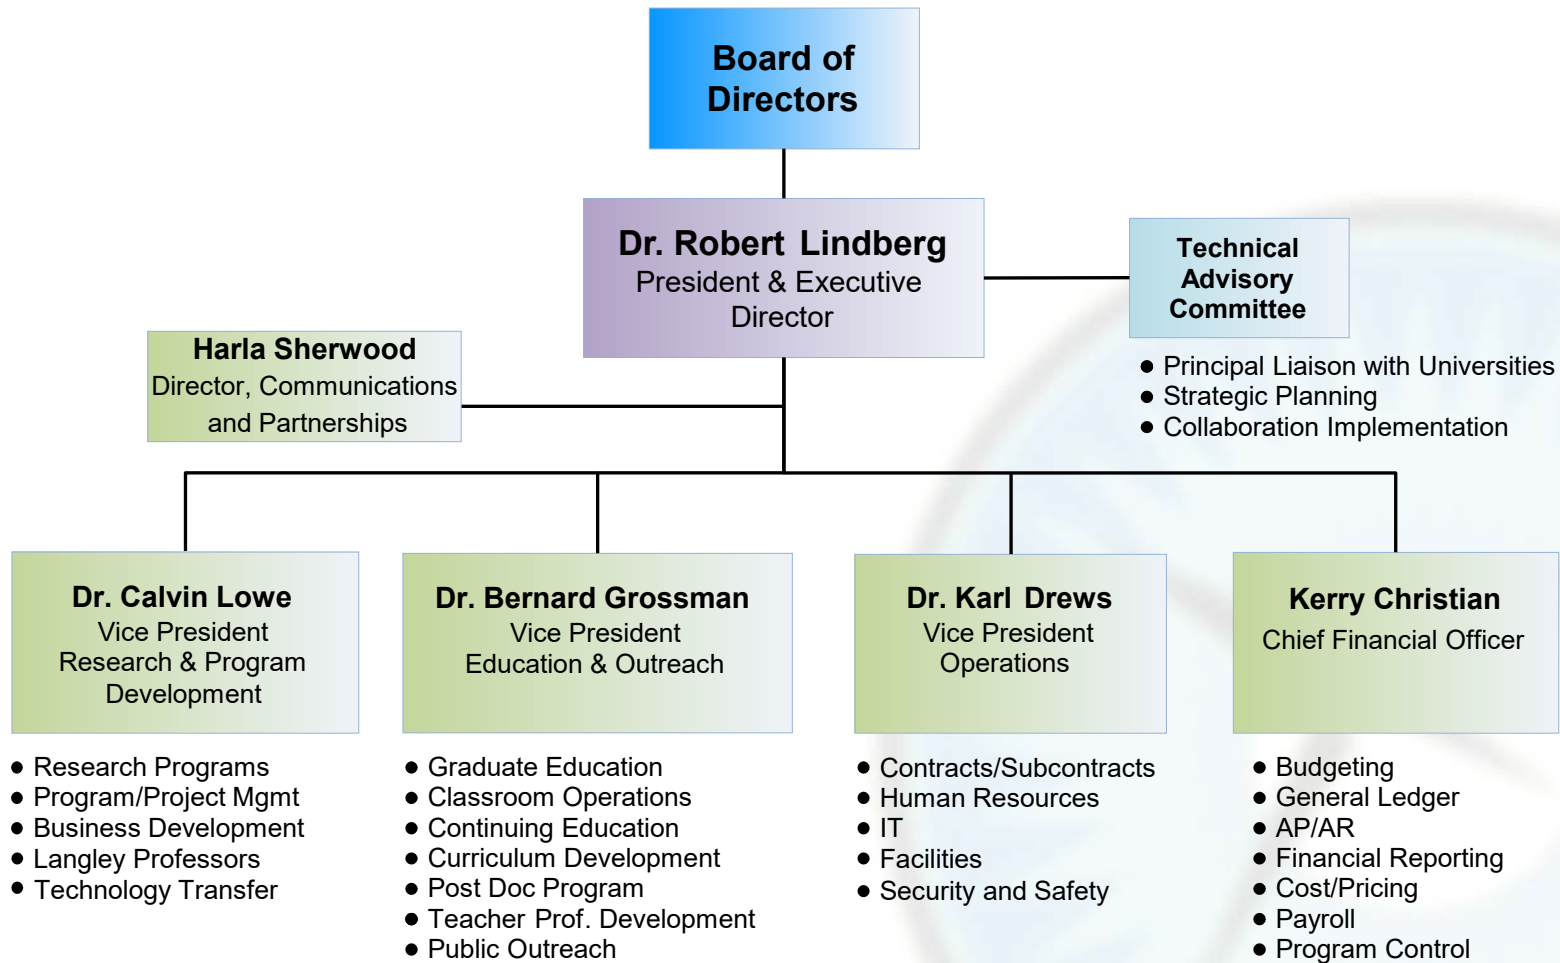 Board of
Directors
Dr. Robert Lindberg
President & Executive
Director
Technical
Advisory
Committee
● Principal Liaison with Universities
● Strategic Planning
● Collaboration Implementation
Harla Sherwood
Director, Communications
and Partnerships
Dr. Calvin Lowe
Vice President
Research & Program
Development
● Research Programs
● Program/Project Mgmt
● Business Development
● Langley Professors
● Technology Transfer
Dr. Bernard Grossman
Vice President
Education & Outreach
● Graduate Education
● Classroom Operations
● Continuing Education
● Curriculum Development
● Post Doc Program
● Teacher Prof. Development
● Public Outreach
Dr. Karl Drews
Vice President
Operations
● Contracts/Subcontracts
● Human Resources
● IT
● Facilities
● Security and Safety
Kerry Christian
Chief Financial Officer
● Budgeting
● General Ledger
● AP/AR
● Financial Reporting
● Cost/Pricing
● Payroll
● Program Control